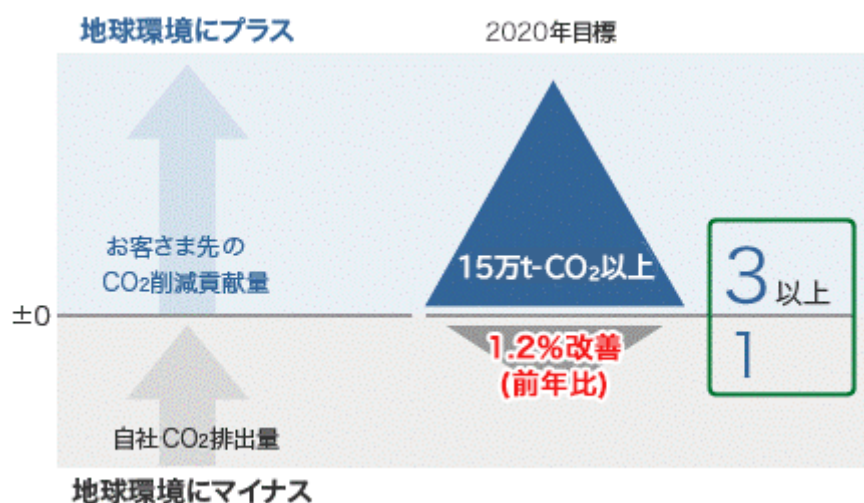 地球環境にプラス
2020年目標
お客さま先の
CO2削減貢献量
15万t-CO2以上
3以上
±0
1.2%改善
(前年比)
1
自社CO2排出量
地球環境にマイナス